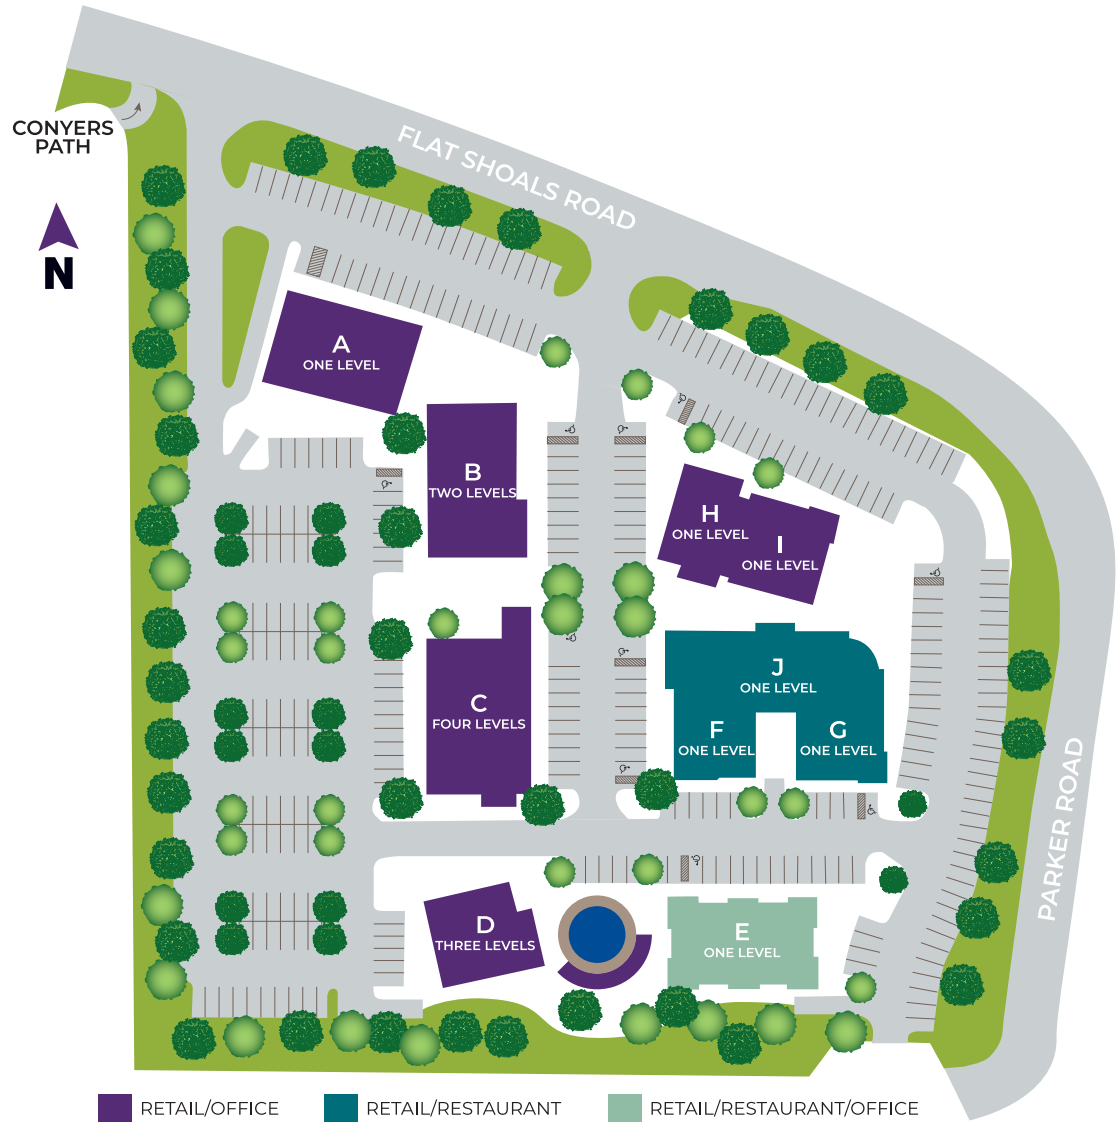 CONYERS
PATH
FLAT SHOALS ROAD
N
A
ONE LEVEL
B
TWO LEVELS
H
ONE LEVEL
I
ONE LEVEL
J
ONE LEVEL
C
FOUR LEVELS
F
ONE LEVEL
G
ONE LEVEL
PARKER ROAD
D
THREE LEVELS
E
ONE LEVEL
RETAIL/OFFICE
RETAIL/RESTAURANT
RETAIL/RESTAURANT/OFFICE